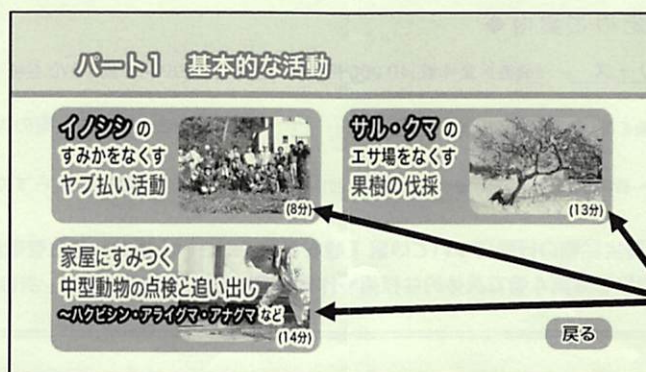 パート1 基本的な活動
イノシシ の
すみかをなくす
ヤブ払い活動
(8分)
サル・クマ の
エサ場をなくす
果樹の伐採
(13分)
家屋にすみつく
中型動物の点検と追い出し
〜ハクビシン・アライグマ・アナグマ など
(14分)
戻る